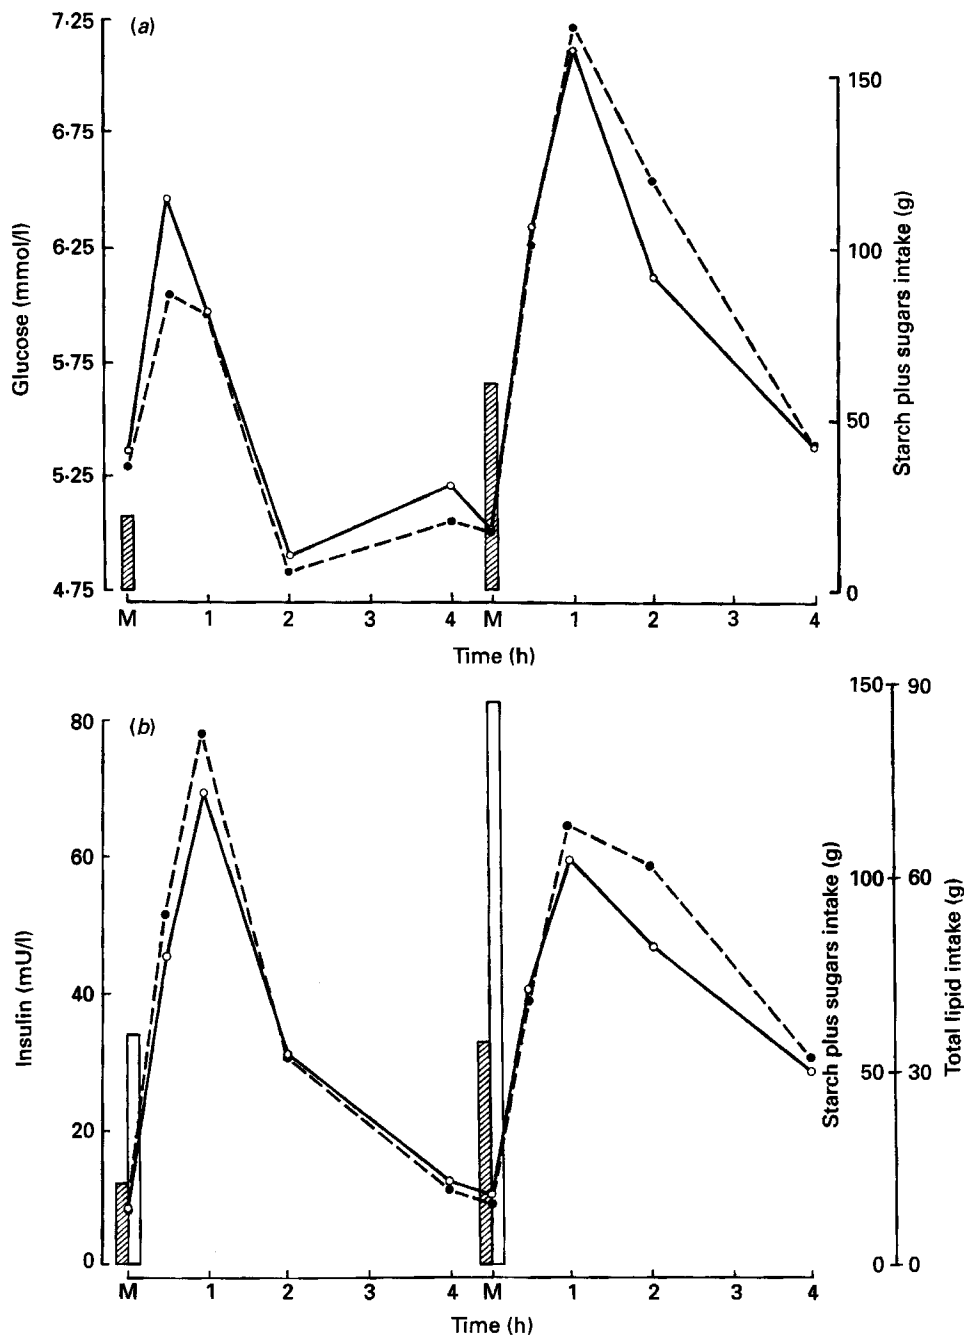 (a)
7·25
6·75
6·25
5·75
5·25
4·75
Glucose (mmol/l)
150
100
50
0
Starch plus sugars intake (g)
M 1 2 3 4 M 1 2 3 4
Time (h)
(b)
80
60
40
20
0
Insulin (mU/l)
150 90
100 60
50 30
0 0
Starch plus sugars intake (g)
Total lipid intake (g)
M 1 2 3 4 M 1 2 3 4
Time (h)